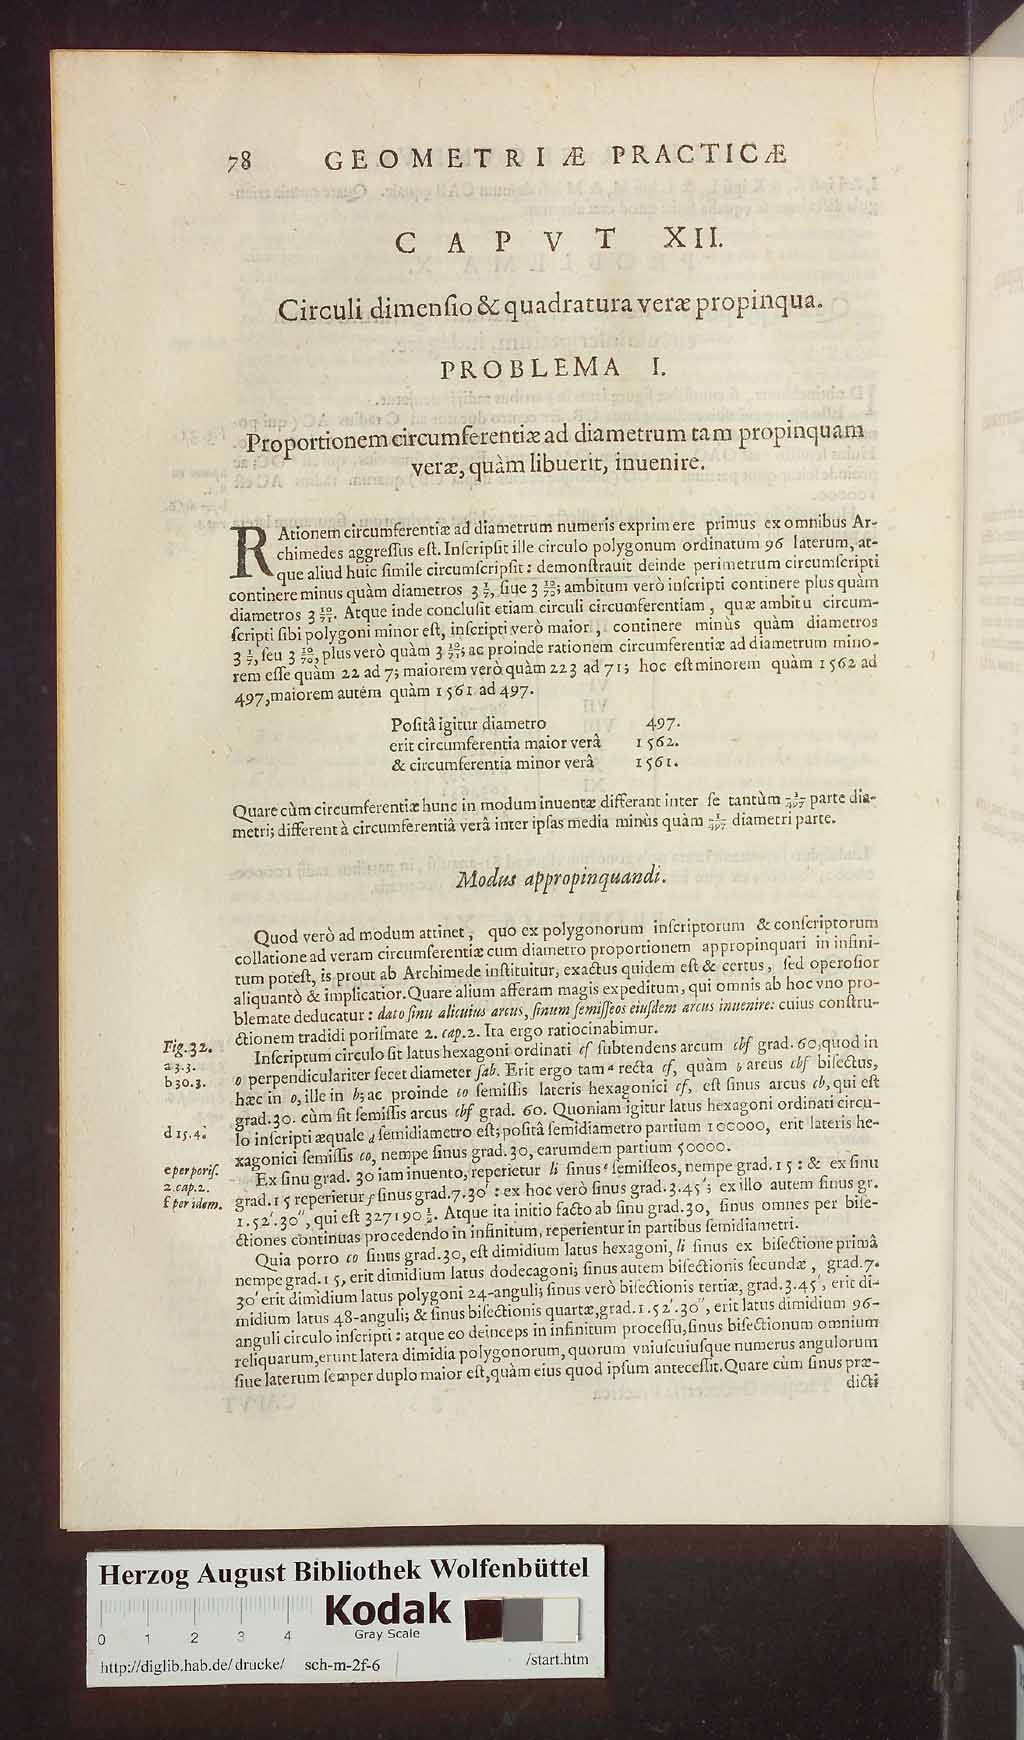 78 GEOMETRIÆ PRACTICÆ
CAPVT XII.
Circuli dimenſio & quadratura veræ propinqua.
PROBLEMA I.
Proportionem circumferentiæ ad diametrum tam propinquam
veræ, quàm libuerit, inuenire.
RAtionem circumferentiæ ad diametrum numeris exprimere primus ex omnibus Ar-
chimedes aggreſſus eſt. Inſcripſit ille circulo polygonum ordinatum 96 laterum, at-
que aliud huic ſimile circumſcripſit: demonſtrauit deinde perimetrum circumſcripti
continere minus quàm diametros 3 1/7, ſiue 3 10/70; ambitum verò inſcripti continere plus quàm
diametros 3 10/71. Atque inde concluſit etiam circuli circumferentiam, quæ ambitu circum-
ſcripti ſibi polygoni minor eſt, inſcripti verò maior, continere minùs quàm diametros
3 1/7, ſeu 3 10/70, plus verò quàm 3 10/71; ac proinde rationem circumferentiæ ad diametrum mino-
rem eſſe quàm 22 ad 7; maiorem verò quàm 223 ad 71; hoc eſt minorem quàm 1562 ad
497, maiorem autem quàm 1561 ad 497.
Poſitâ igitur diametro 497.
erit circumferentia maior verâ 1562.
& circumferentia minor verâ 1561.
Quare cùm circumferentiæ hunc in modum inuentæ differant inter ſe tantùm 1/497 parte dia-
metri; different à circumferentiâ verâ inter ipſas media minùs quàm 1/497 diametri parte.
Modus appropinquandi.
Quod verò ad modum attinet, quo ex polygonorum inſcriptorum & conſcriptorum
collatione ad veram circumferentiæ cum diametro proportionem appropinquari in infini-
tum poteſt, is prout ab Archimede inſtituitur, exactus quidem eſt & certus, ſed operoſior
aliquantò & implicatior. Quare alium afferam magis expeditum, qui omnis ab hoc vno pro-
blemate deducatur: dato ſinu alicuius arcus, ſinum ſemiſſeos eiuſdem arcus inuenire: cuius conſtru-
ctionem tradidi poriſmate 2. cap. 2. Ita ergo ratiocinabimur.
Fig. 32. Inſcriptum circulo ſit latus hexagoni ordinati cf ſubtendens arcum cbf grad. 60, quod in
a 3.3. o perpendiculariter ſecet diameter ſab. Erit ergo tam a recta cf, quàm b arcus cbf biſectus,
b 30.3. hæc in o, ille in b; ac proinde co ſemiſſis lateris hexagonici cf, eſt ſinus arcus cb, qui eſt
grad. 30. cùm ſit ſemiſſis arcus cbf grad. 60. Quoniam igitur latus hexagoni ordinati circu-
d 15.4. lo inſcripti æquale d ſemidiametro eſt; poſitâ ſemidiametro partium 100000, erit lateris he-
xagonici ſemiſſis co, nempe ſinus grad. 30, earumdem partium 50000.
e per poriſ. Ex ſinu grad. 30 iam inuento, reperietur li ſinus e ſemiſſeos, nempe grad. 15: & ex ſinu
2. cap. 2.
f per idem. grad. 15 reperietur f ſinus grad. 7. 30′: ex hoc verò ſinus grad. 3. 45′; ex illo autem ſinus gr.
1. 52′. 30″, qui eſt 327190 1/2. Atque ita initio facto ab ſinu grad. 30, ſinus omnes per biſe-
ctiones continuas procedendo in infinitum, reperientur in partibus ſemidiametri.
Quia porro co ſinus grad. 30, eſt dimidium latus hexagoni, li ſinus ex biſectione primâ
nempe grad. 15, erit dimidium latus dodecagoni; ſinus autem biſectionis ſecundæ, grad. 7.
30′ erit dimidium latus polygoni 24-anguli; ſinus verò biſectionis tertiæ, grad. 3. 45′, erit di-
midium latus 48-anguli; & ſinus biſectionis quartæ, grad. 1. 52′. 30″, erit latus dimidium 96-
anguli circulo inſcripti: atque eo deinceps in infinitum proceſſu, ſinus biſectionum omnium
reliquarum, erunt latera dimidia polygonorum, quorum vniuſcuiuſque numerus angulorum
ſiue laterum ſemper duplo maior eſt, quàm eius quod ipſum anteceſſit. Quare cùm ſinus præ-
dicti
Herzog August Bibliothek Wolfenbüttel
Kodak
Gray Scale
0 1 2 3 4
http://diglib.hab.de/drucke/ sch-m-2f-6 /start.htm